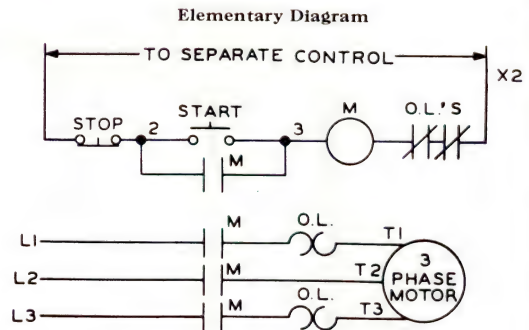 Elementary Diagram
TO SEPARATE CONTROL
X2
STOP 2 START 3 M O.L.'S
M
L1 M O.L. T1
L2 M T2 3 PHASE MOTOR
L3 M O.L. T3